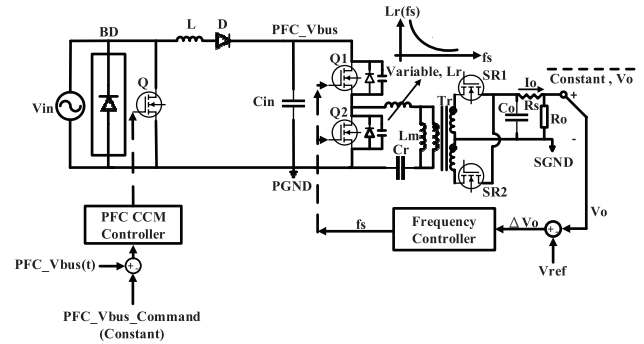 Lr(fs)
fs
BD
L
D
PFC_Vbus
Q1
Variable, Lr
SR1
Io
Constant , Vo
Q
Vin
Cin
Q2
Tr
Lm
Cr
Co
Rs
Ro
+
-
PGND
SGND
SR2
PFC CCM
Controller
fs
Frequency
Controller
ΔVo
+ -
Vo
PFC_Vbus(t)
+ -
Vref
PFC_Vbus_Command
(Constant)